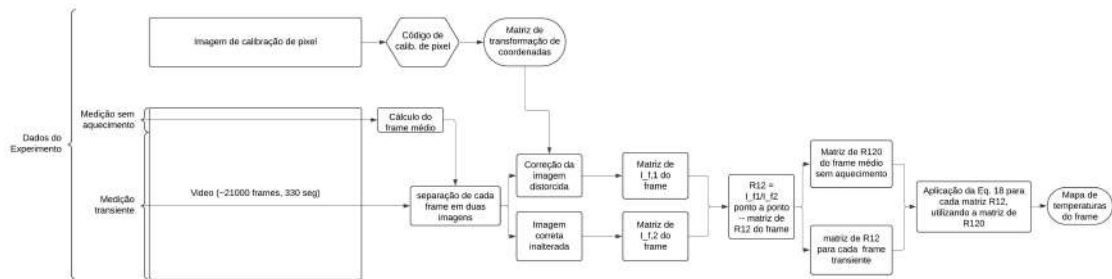 Imagem de calibração de pixel
Código de
calib. de pixel
Matriz de
transformação de
coordenadas
Dados do
Experimento
Medição sem
aquecimento
Cálculo do
frame médio
Medição
transiente
Video (~21000 frames, 330 seg)
separação de cada
frame em duas
imagens
Correção da
imagem
distorcida
Imagem
correta
inalterada
Matriz de
I_f,1 do
frame
Matriz de
I_f,2 do
frame
R12 =
I_f1/I_f2
ponto a ponto
-- matriz de
R12 do frame
Matriz de R120
do frame médio
sem aquecimento
matriz de R12
para cada frame
transiente
Aplicação da Eq. 18 para
cada matriz R12,
utilizando a matriz de
R120
Mapa de
temperaturas
do frame